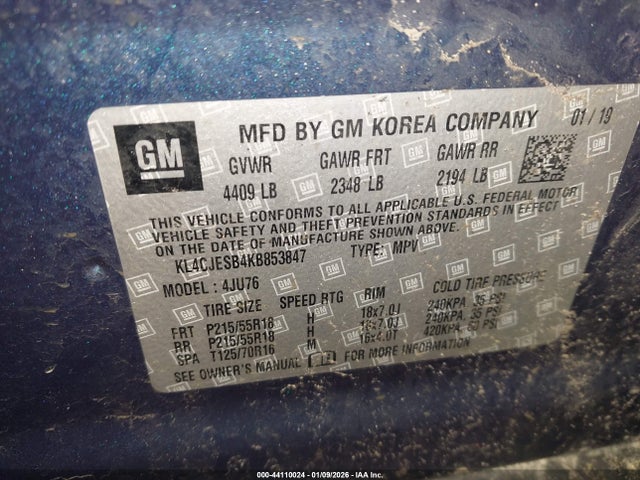 GM
MFD BY GM KOREA COMPANY 01/19
GVWR GAWR FRT GAWR RR
4409 LB 2348 LB 2194 LB
THIS VEHICLE CONFORMS TO ALL APPLICABLE U.S. FEDERAL MOTOR
VEHICLE SAFETY AND THEFT PREVENTION STANDARDS IN EFFECT
ON THE DATE OF MANUFACTURE SHOWN ABOVE.
KL4CJESB4KB853847 TYPE: MPV
MODEL: 4JU76
TIRE SIZE SPEED RTG RIM COLD TIRE PRESSURE
FRT P215/55R18 H 18x7.0J 240KPA, 35 PSI
RR P215/55R18 H 18x7.0J 240KPA, 35 PSI
SPA T125/70R16 M 16x4.0T 420KPA, 60 PSI
SEE OWNER'S MANUAL FOR MORE INFORMATION
000-44110024 | 01/09/2026 - IAA Inc.